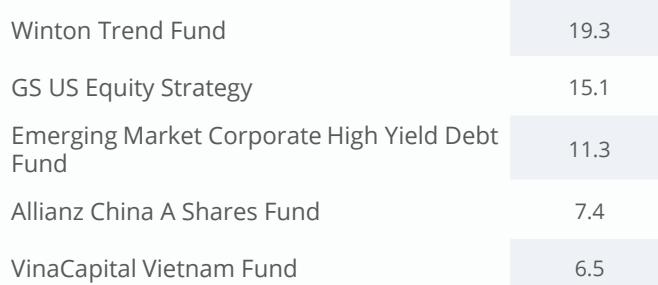 Winton Trend Fund 19.3
GS US Equity Strategy 15.1
Emerging Market Corporate High Yield Debt
Fund 11.3
Allianz China A Shares Fund 7.4
VinaCapital Vietnam Fund 6.5